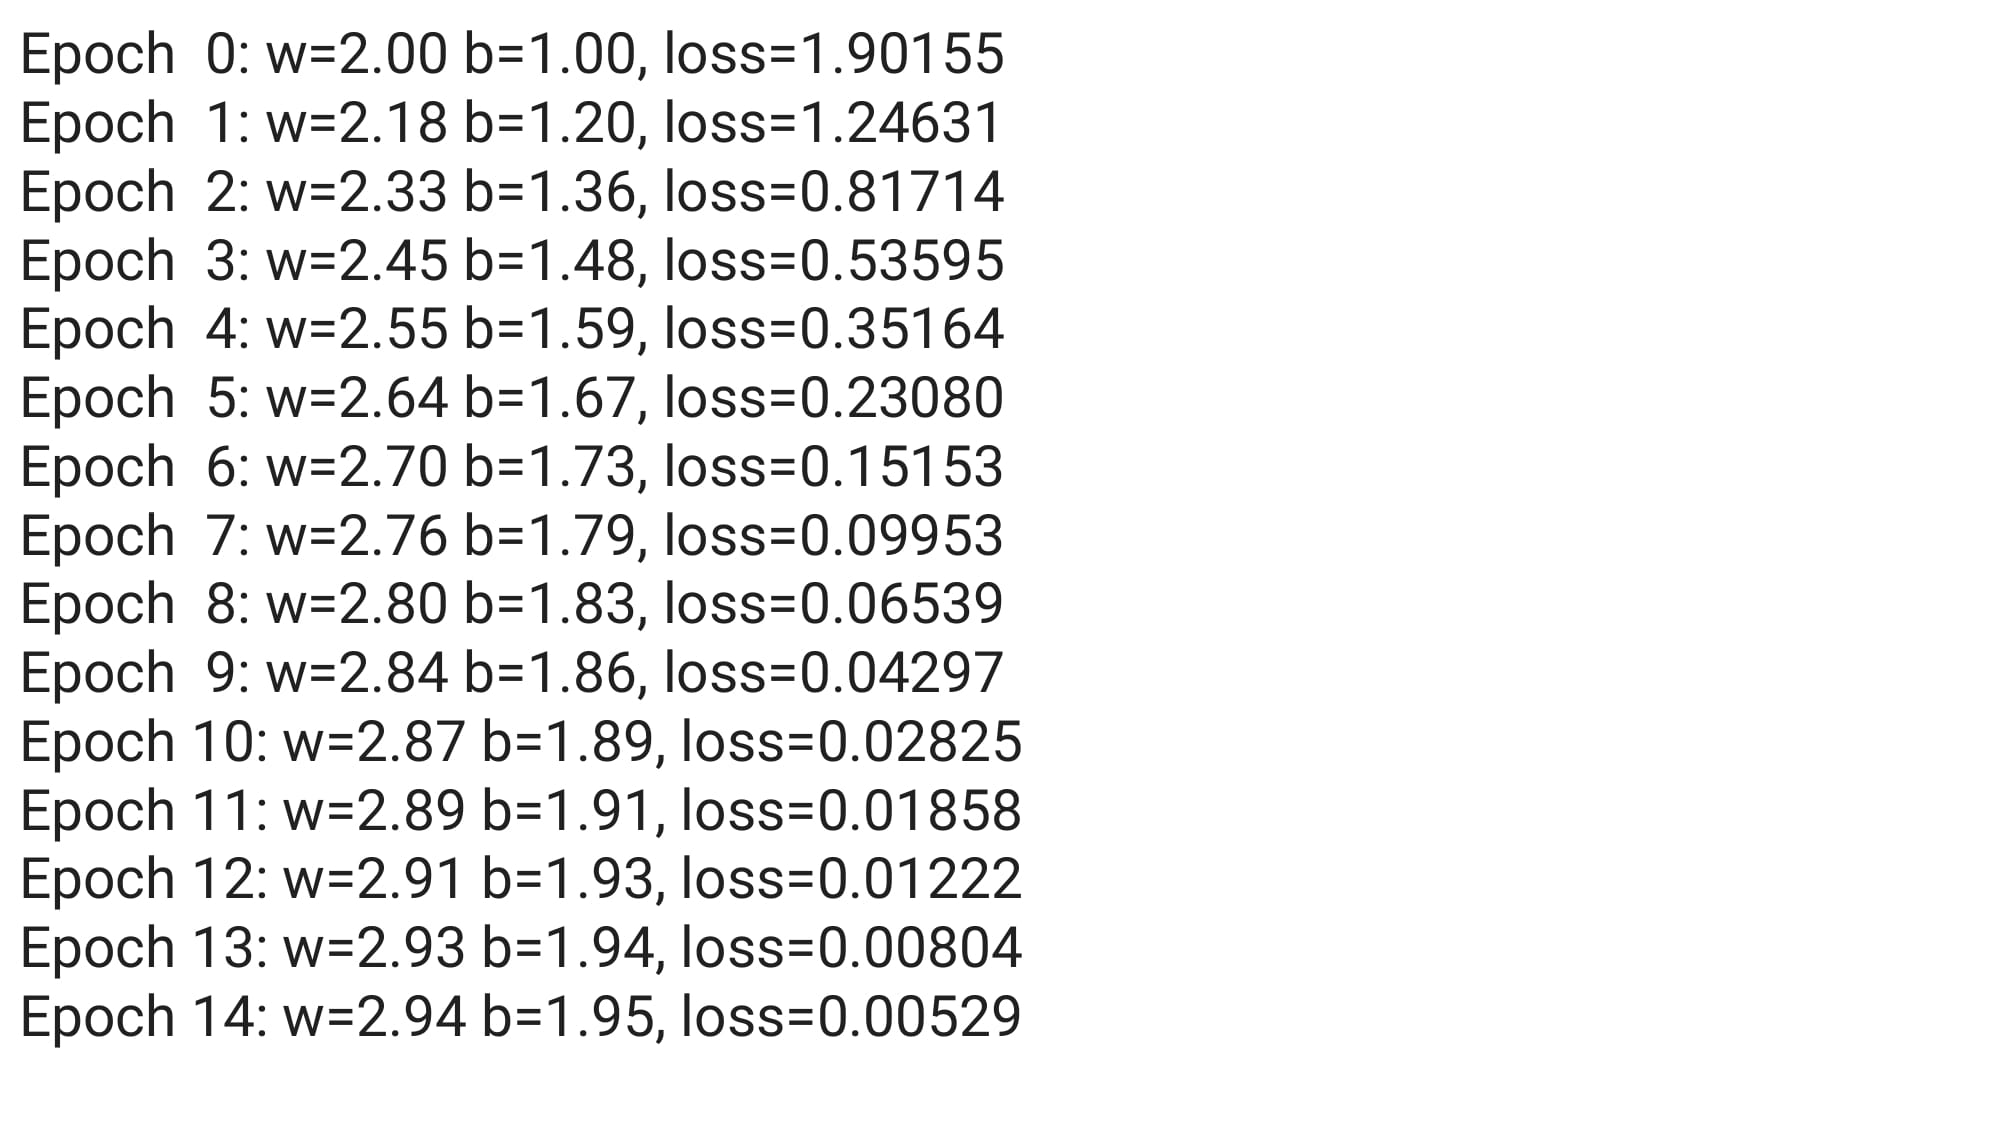 Epoch  0: w=2.00 b=1.00, loss=1.90155
Epoch  1: w=2.18 b=1.20, loss=1.24631
Epoch  2: w=2.33 b=1.36, loss=0.81714
Epoch  3: w=2.45 b=1.48, loss=0.53595
Epoch  4: w=2.55 b=1.59, loss=0.35164
Epoch  5: w=2.64 b=1.67, loss=0.23080
Epoch  6: w=2.70 b=1.73, loss=0.15153
Epoch  7: w=2.76 b=1.79, loss=0.09953
Epoch  8: w=2.80 b=1.83, loss=0.06539
Epoch  9: w=2.84 b=1.86, loss=0.04297
Epoch 10: w=2.87 b=1.89, loss=0.02825
Epoch 11: w=2.89 b=1.91, loss=0.01858
Epoch 12: w=2.91 b=1.93, loss=0.01222
Epoch 13: w=2.93 b=1.94, loss=0.00804
Epoch 14: w=2.94 b=1.95, loss=0.00529